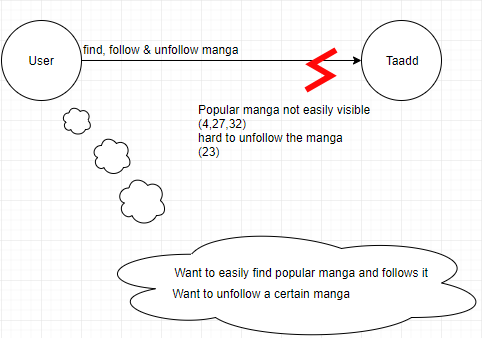 User
find, follow & unfollow manga
Taadd
Popular manga not easily visible
(4,27,32)
hard to unfollow the manga
(23)
Want to easily find popular manga and follows it
Want to unfollow a certain manga